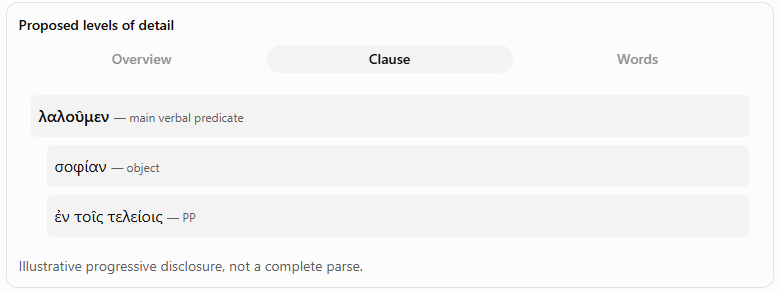 Proposed levels of detail
Overview Clause Words
λαλοῦμεν — main verbal predicate
σοφίαν — object
ἐν τοῖς τελείοις — PP
Illustrative progressive disclosure, not a complete parse.